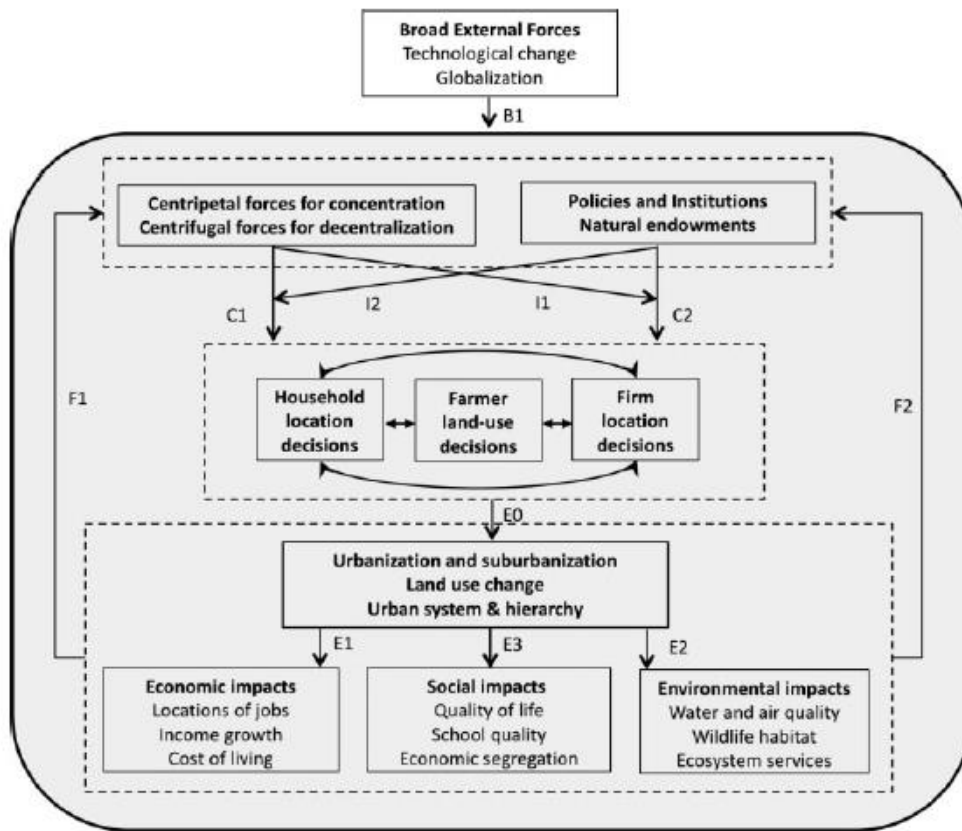 Broad External Forces
Technological change
Globalization
B1
Centripetal forces for concentration
Centrifugal forces for decentralization
Policies and Institutions
Natural endowments
I2
I1
C1
C2
F1
F2
Household
location
decisions
Farmer
land-use
decisions
Firm
location
decisions
E0
Urbanization and suburbanization
Land use change
Urban system & hierarchy
E1
E3
E2
Economic impacts
Locations of jobs
Income growth
Cost of living
Social impacts
Quality of life
School quality
Economic segregation
Environmental impacts
Water and air quality
Wildlife habitat
Ecosystem services